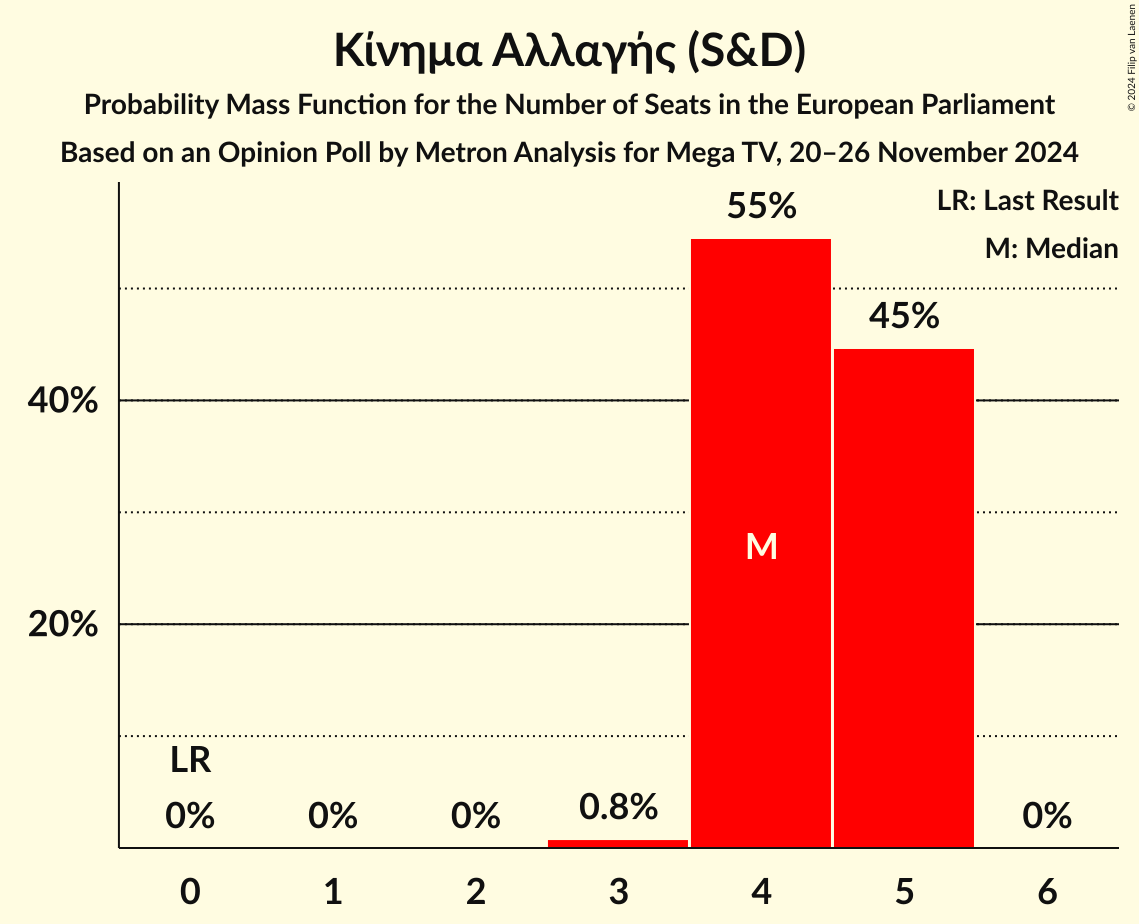 Κίνημα Αλλαγής (S&D)
Probability Mass Function for the Number of Seats in the European Parliament
Based on an Opinion Poll by Metron Analysis for Mega TV, 20–26 November 2024
© 2024 Filip van Laenen
LR: Last Result
M: Median
55%
45%
40%
M
20%
LR
0% 0% 0% 0.8% 0%
0 1 2 3 4 5 6